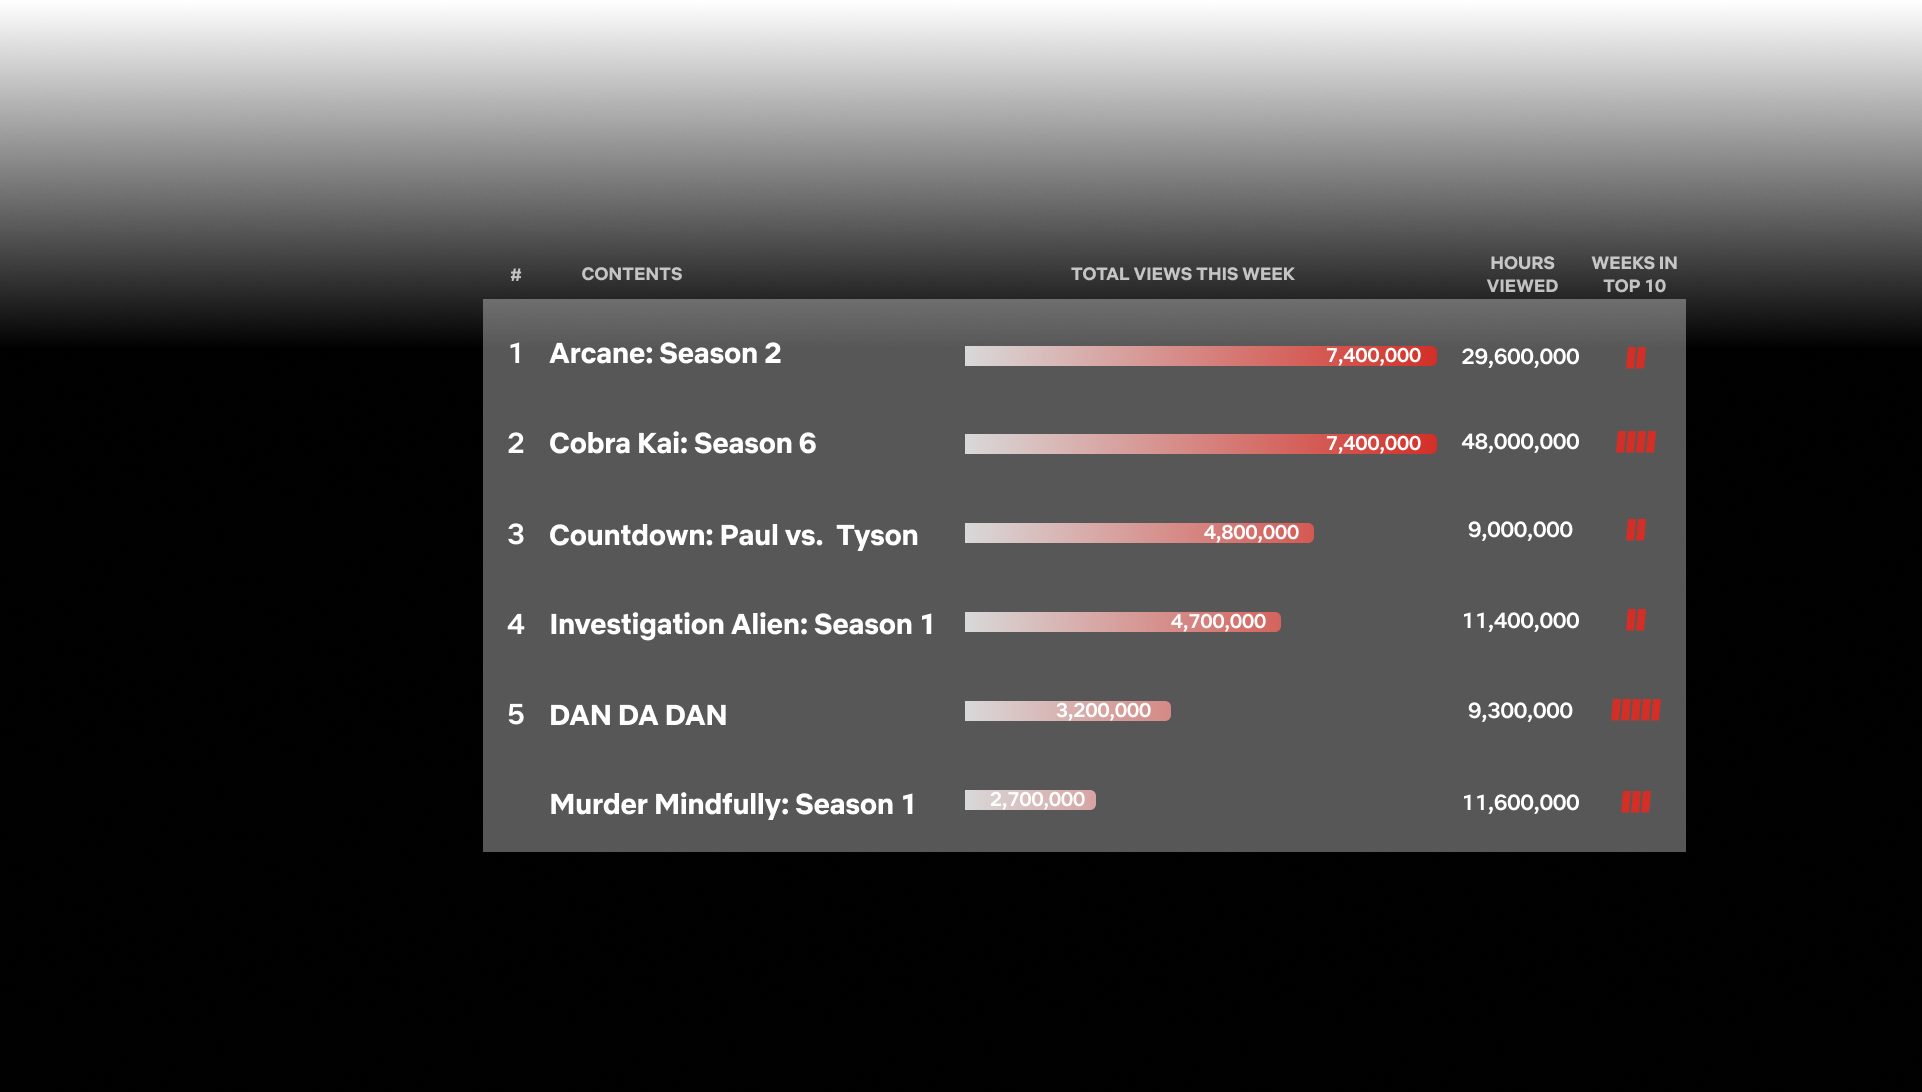 # CONTENTS TOTAL VIEWS THIS WEEK HOURS VIEWED WEEKS IN TOP 10
1 Arcane: Season 2 7,400,000 29,600,000
2 Cobra Kai: Season 6 7,400,000 48,000,000
3 Countdown: Paul vs. Tyson 4,800,000 9,000,000
4 Investigation Alien: Season 1 4,700,000 11,400,000
5 DAN DA DAN 3,200,000 9,300,000
Murder Mindfully: Season 1 2,700,000 11,600,000